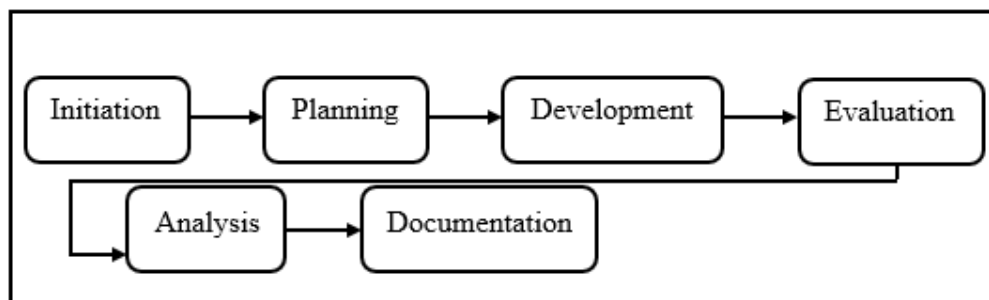 Initiation
Planning
Development
Evaluation
Analysis
Documentation